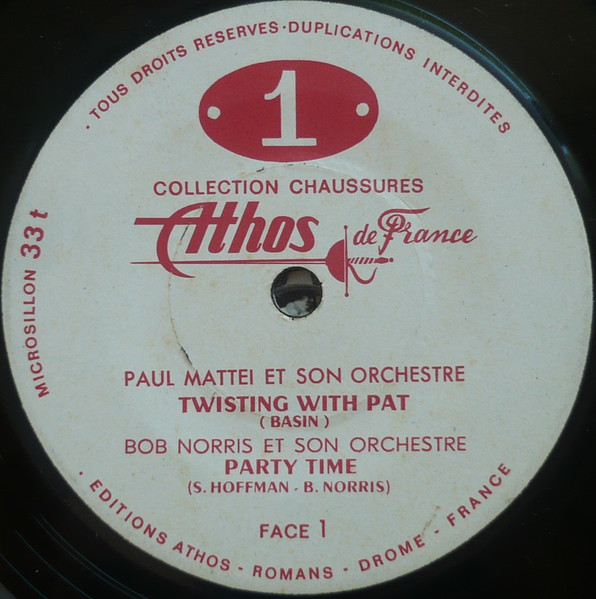 · TOUS DROITS RESERVES · DUPLICATIONS INTERDITES
· 1 ·
COLLECTION CHAUSSURES
Athos de France
MICROSILLON 33 t
PAUL MATTEI ET SON ORCHESTRE
TWISTING WITH PAT
( BASIN )
BOB NORRIS ET SON ORCHESTRE
PARTY TIME
(S. HOFFMAN - B. NORRIS)
FACE 1
· EDITIONS ATHOS - ROMANS - DROME - FRANCE